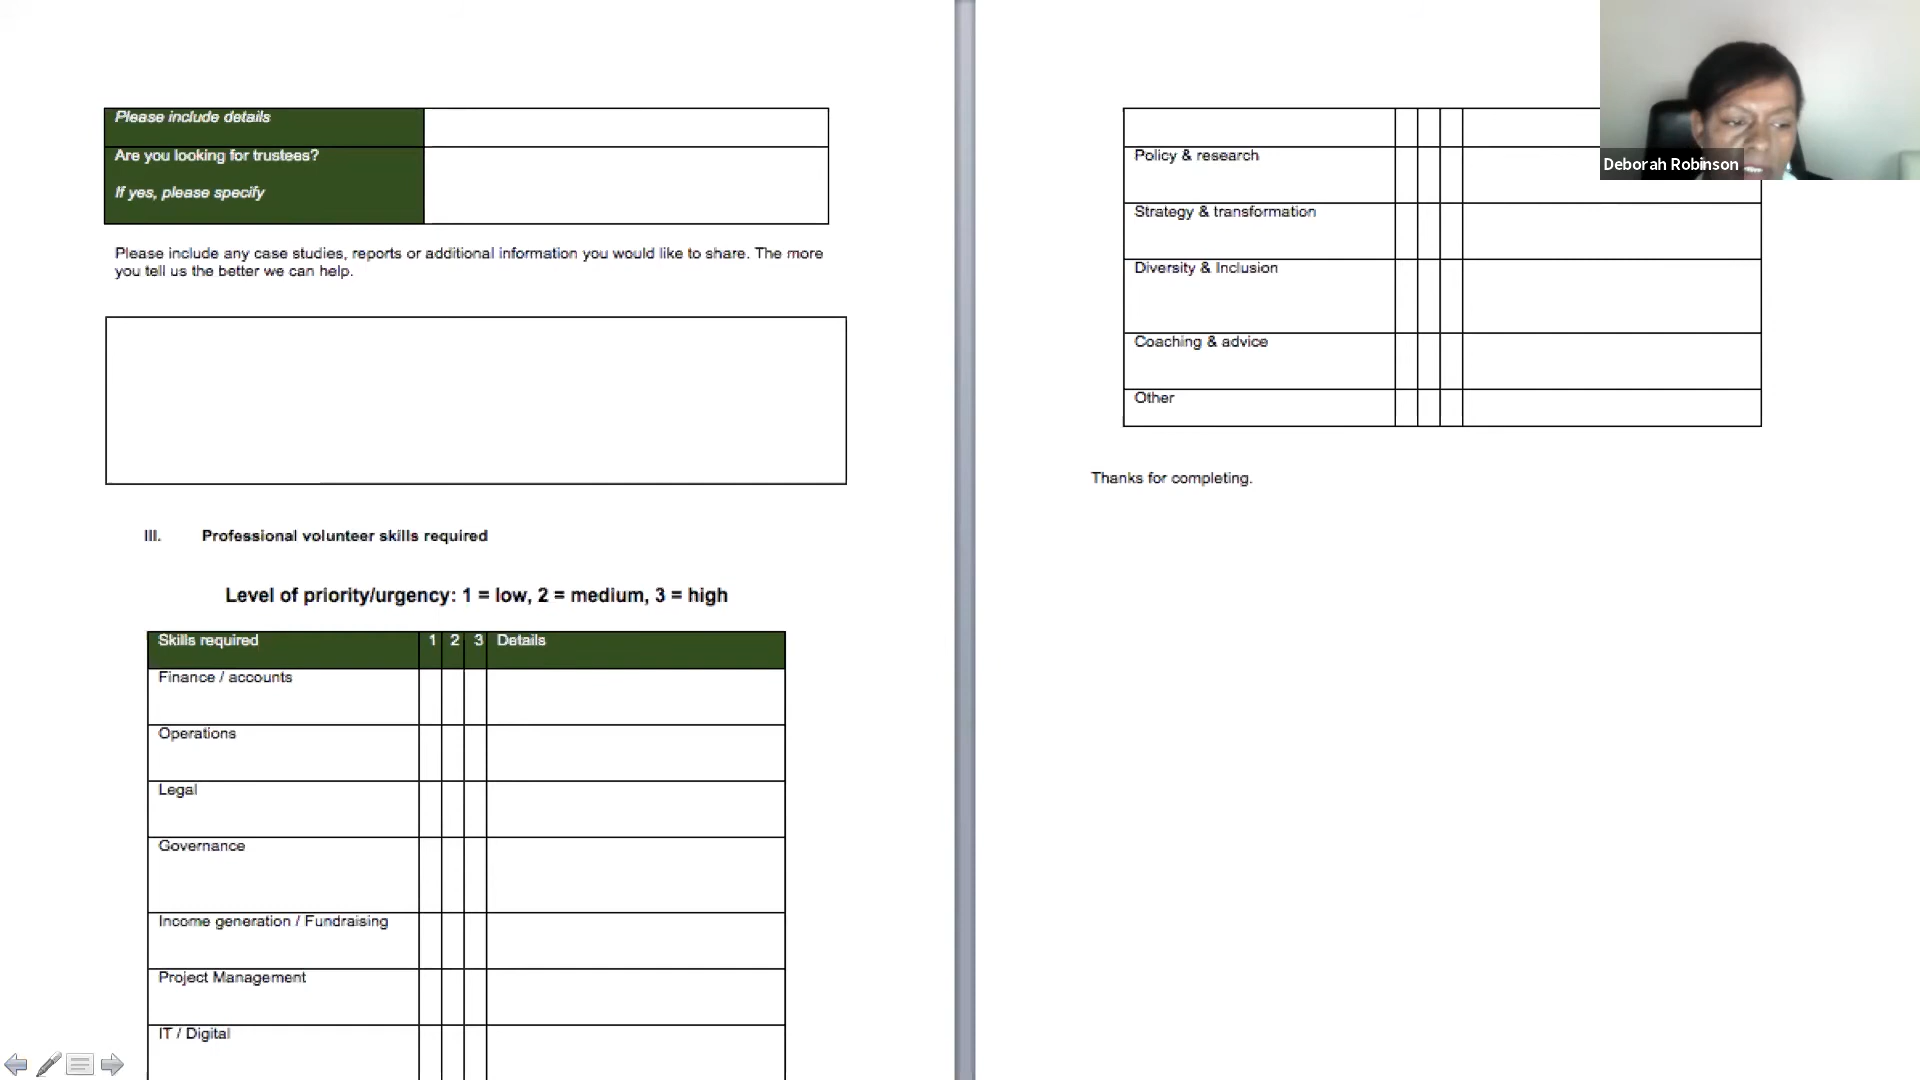 Please include details
Are you looking for trustees?
If yes, please specify
Please include any case studies, reports or additional information you would like to share. The more
you tell us the better we can help.
III. Professional volunteer skills required
Level of priority/urgency: 1 = low, 2 = medium, 3 = high
Skills required 1 2 3 Details
Finance / accounts
Operations
Legal
Governance
Income generation / Fundraising
Project Management
IT / Digital
Policy & research
Strategy & transformation
Diversity & Inclusion
Coaching & advice
Other
Thanks for completing.
Deborah Robinson